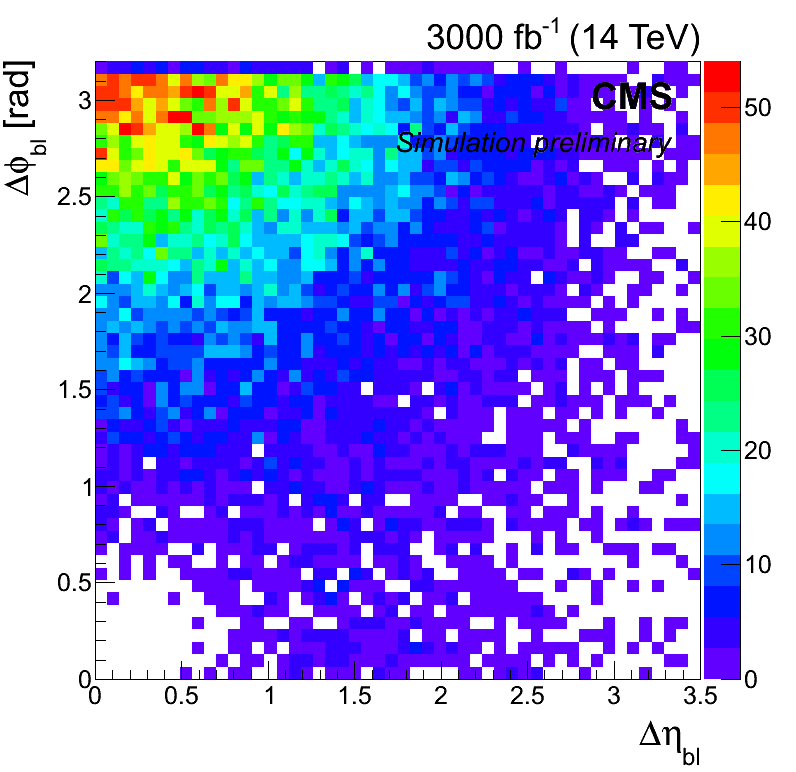 3000 fb⁻¹ (14 TeV)
CMS
Simulation preliminary
Δϕ_bl [rad]
3
2.5
2
1.5
1
0.5
0
0 0.5 1 1.5 2 2.5 3 3.5
Δη_bl
50
40
30
20
10
0